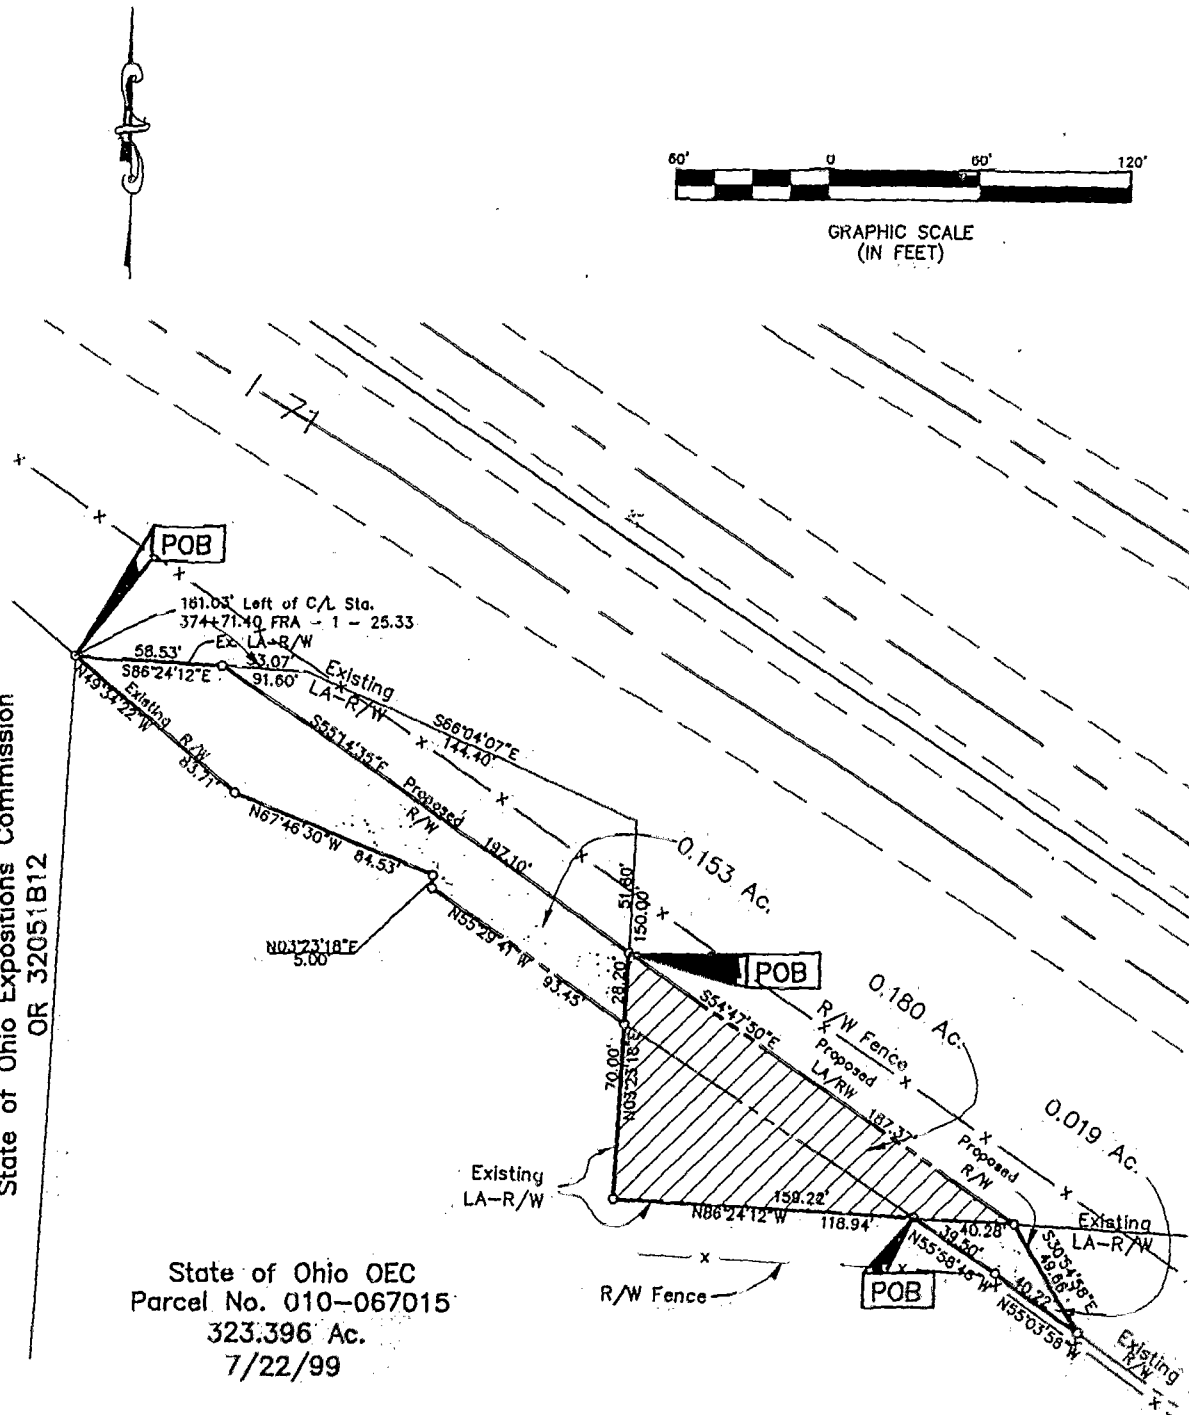 60' 0 60' 120'
GRAPHIC SCALE
(IN FEET)
I-71
POB
161.03' Left of C/L Sta.
374+71.40 FRA - 1 - 25.33
Ex. LA-R/W
58.53'
S86°24'12"E
33.07'
91.60'
Existing
LA-R/W
S66°04'07"E
144.40'
N49°34'22"W
Existing
R/W
83.71'
S55°14'35"E
Proposed
R/W
197.10'
N67°46'30"W
84.53'
N03°23'18"E
5.00'
N55°29'41"W
93.45'
0.153 Ac.
51.80'
150.00'
POB
28.20'
70.00'
N03°23'18"E
S54°47'50"E
187.37'
R/W Fence
Proposed
LA/RW
0.180 Ac.
Proposed
R/W
0.019 Ac.
Existing
LA-R/W
159.22'
N86°24'12"W
118.94'
40.28'
Existing
LA-R/W
39.50'
N55°58'45"W
S30°54'58"E
49.66'
40.22'
N55°03'58"W
POB
R/W Fence
Existing
R/W
State of Ohio Expositions Commission
OR 32051B12
State of Ohio OEC
Parcel No. 010-067015
323.396 Ac.
7/22/99